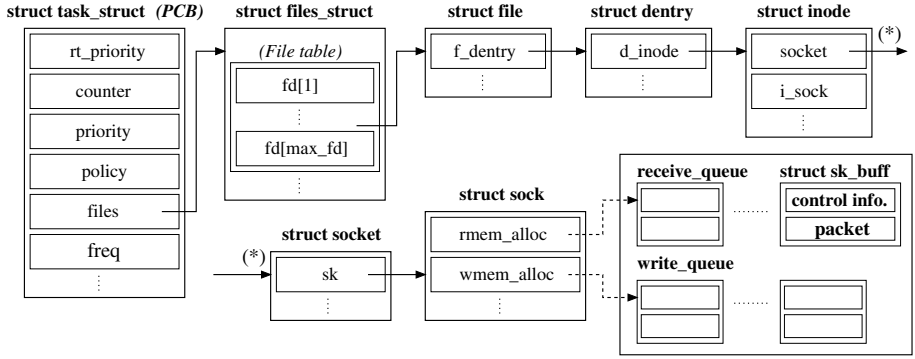 struct task_struct (PCB)
rt_priority
counter
priority
policy
files
freq
struct files_struct
(File table)
fd[1]
fd[max_fd]
struct file
f_dentry
struct dentry
d_inode
struct inode
socket
(*)
i_sock
(*)
struct socket
sk
struct sock
rmem_alloc
wmem_alloc
receive_queue
struct sk_buff
control info.
packet
write_queue